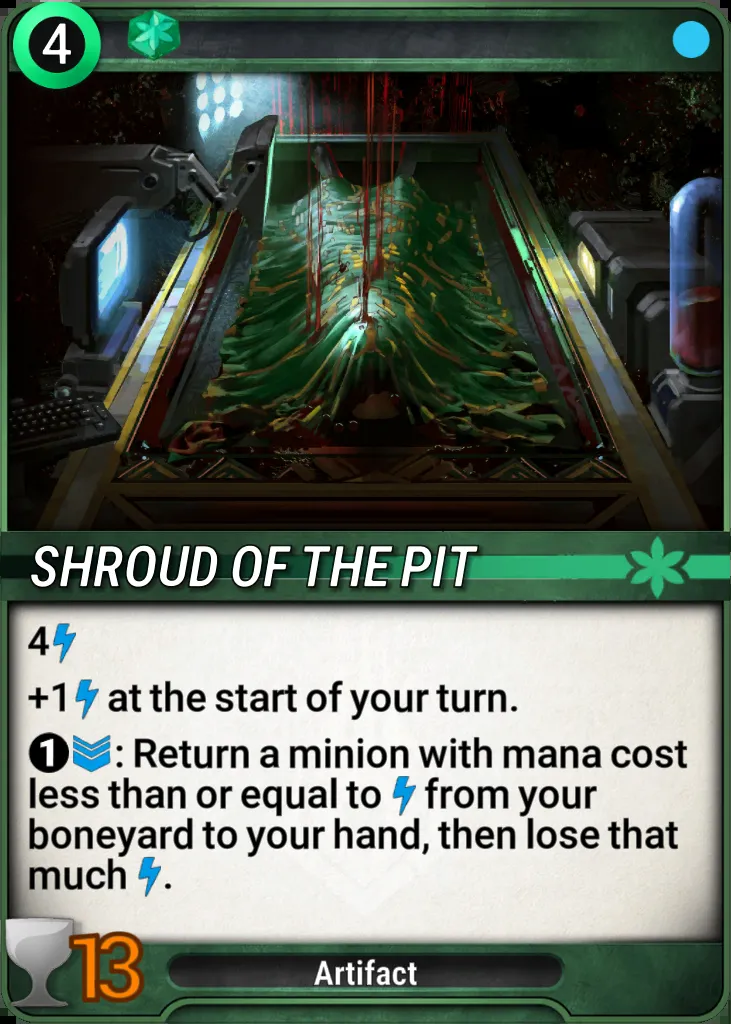 4
SHROUD OF THE PIT
4
+1 at the start of your turn.
1: Return a minion with mana cost
less than or equal to from your
boneyard to your hand, then lose that
much .
13
Artifact